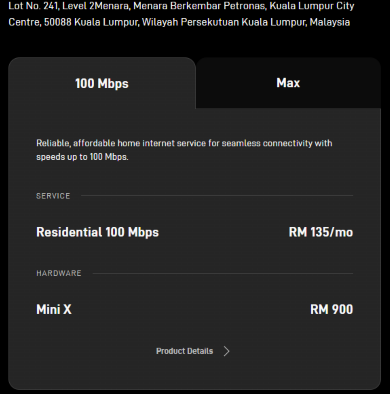 Lot No. 241, Level 2Menara, Menara Berkembar Petronas, Kuala Lumpur City
Centre, 50088 Kuala Lumpur, Wilayah Persekutuan Kuala Lumpur, Malaysia
100 Mbps
Max
Reliable, affordable home internet service for seamless connectivity with
speeds up to 100 Mbps.
SERVICE
Residential 100 Mbps RM 135/mo
HARDWARE
Mini X RM 900
Product Details